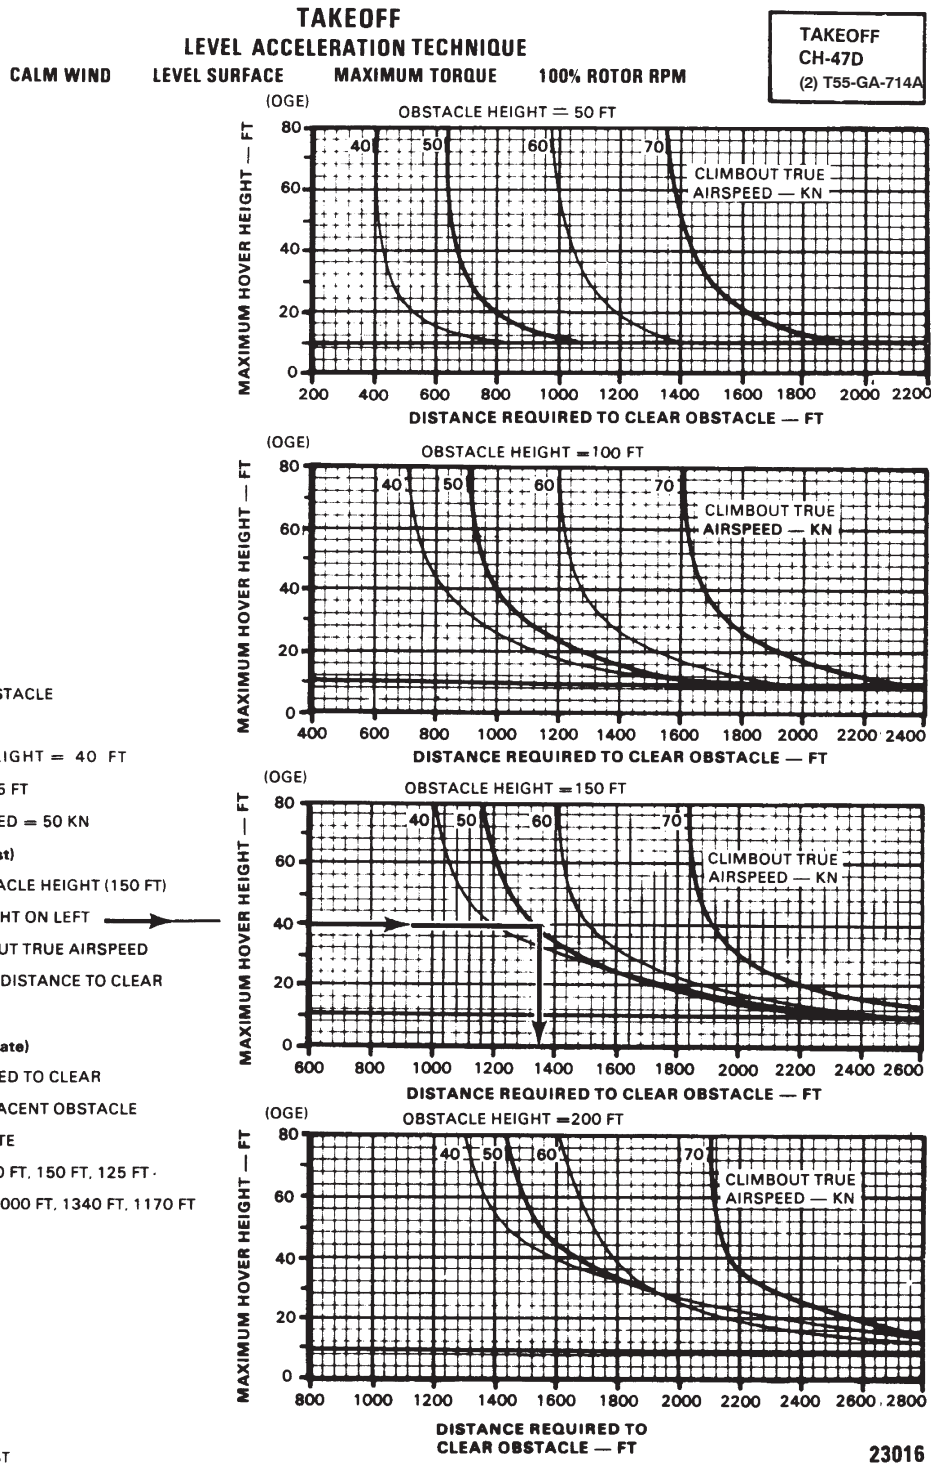 TAKEOFF
LEVEL ACCELERATION TECHNIQUE
CALM WIND LEVEL SURFACE MAXIMUM TORQUE 100% ROTOR RPM
TAKEOFF
CH-47D
(2) T55-GA-714A
(OGE)
OBSTACLE HEIGHT = 50 FT
MAXIMUM HOVER HEIGHT — FT
80
60
40
20
0
40 50 60 70
CLIMBOUT TRUE
AIRSPEED — KN
200 400 600 800 1000 1200 1400 1600 1800 2000 2200
DISTANCE REQUIRED TO CLEAR OBSTACLE — FT
(OGE)
OBSTACLE HEIGHT = 100 FT
MAXIMUM HOVER HEIGHT — FT
80
60
40
20
0
40 50 60 70
CLIMBOUT TRUE
AIRSPEED — KN
400 600 800 1000 1200 1400 1600 1800 2000 2200 2400
DISTANCE REQUIRED TO CLEAR OBSTACLE — FT
STACLE
IGHT = 40 FT
5 FT
ED = 50 KN
st)
ACLE HEIGHT (150 FT)
HT ON LEFT
UT TRUE AIRSPEED
DISTANCE TO CLEAR
ate)
ED TO CLEAR
ACENT OBSTACLE
TE
0 FT, 150 FT, 125 FT
000 FT, 1340 FT, 1170 FT
(OGE)
OBSTACLE HEIGHT = 150 FT
MAXIMUM HOVER HEIGHT — FT
80
60
40
20
0
40 50 60 70
CLIMBOUT TRUE
AIRSPEED — KN
600 800 1000 1200 1400 1600 1800 2000 2200 2400 2600
DISTANCE REQUIRED TO CLEAR OBSTACLE — FT
(OGE)
OBSTACLE HEIGHT = 200 FT
MAXIMUM HOVER HEIGHT — FT
80
60
40
20
0
40 50 60 70
CLIMBOUT TRUE
AIRSPEED — KN
800 1000 1200 1400 1600 1800 2000 2200 2400 2600 2800
DISTANCE REQUIRED TO
CLEAR OBSTACLE — FT
ST
23016